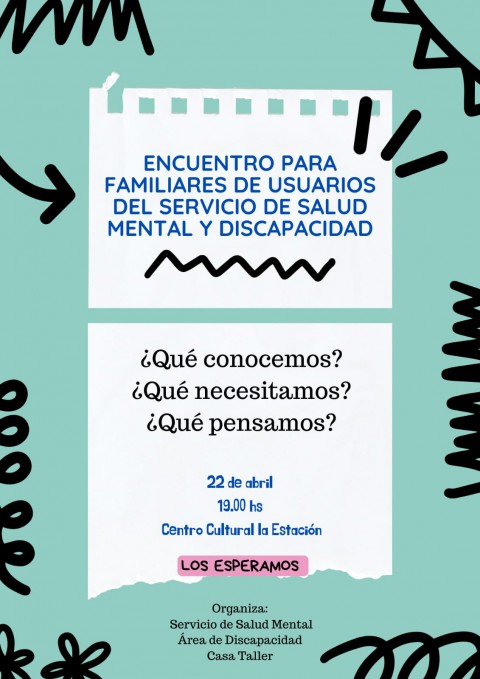 ENCUENTRO PARA
FAMILIARES DE USUARIOS
DEL SERVICIO DE SALUD
MENTAL Y DISCAPACIDAD
¿Qué conocemos?
¿Qué necesitamos?
¿Qué pensamos?
22 de abril
19.00 hs
Centro Cultural la Estación
LOS ESPERAMOS
Organiza:
Servicio de Salud Mental
Área de Discapacidad
Casa Taller